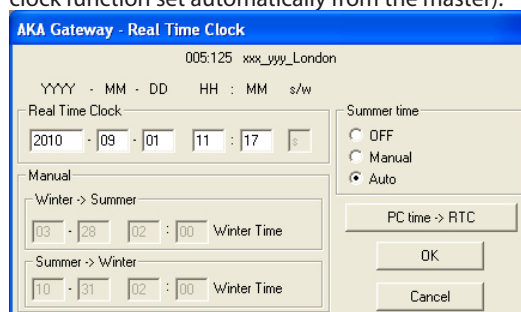 clock function set automatically from the master).
AKA Gateway - Real Time Clock
005:125 xxx_yyy_London
YYYY - MM - DD HH : MM s/w
Real Time Clock
2010 - 09 - 01 11 : 17 s
Summer time
OFF
Manual
Auto
Manual
Winter -> Summer
03 - 28 02 : 00 Winter Time
Summer -> Winter
10 - 31 02 : 00 Winter Time
PC time -> RTC
OK
Cancel